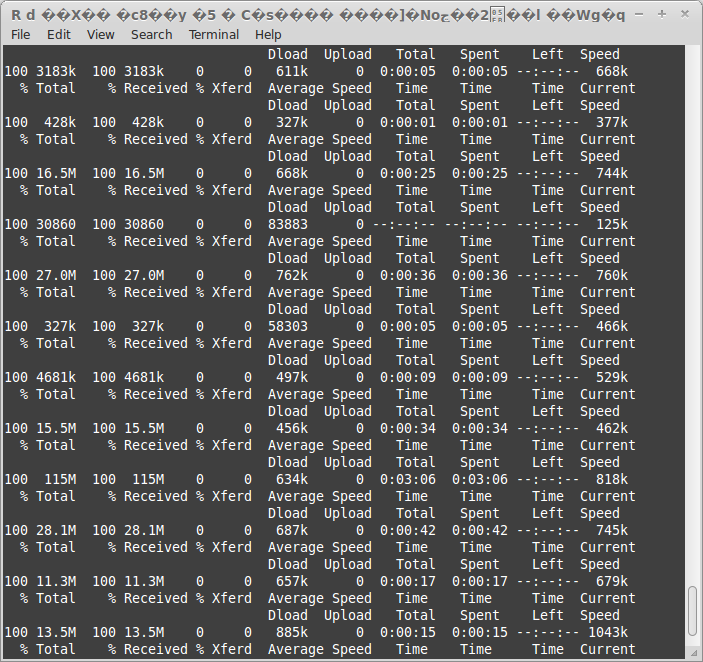 R d ��X�� �c8��y �5 � C�s���� ����]�Noج��2��l ��Wg�q
File Edit View Search Terminal Help
Dload Upload Total Spent Left Speed
100 3183k 100 3183k 0 0 611k 0 0:00:05 0:00:05 --:--:-- 668k
% Total % Received % Xferd Average Speed Time Time Time Current
Dload Upload Total Spent Left Speed
100 428k 100 428k 0 0 327k 0 0:00:01 0:00:01 --:--:-- 377k
% Total % Received % Xferd Average Speed Time Time Time Current
Dload Upload Total Spent Left Speed
100 16.5M 100 16.5M 0 0 668k 0 0:00:25 0:00:25 --:--:-- 744k
% Total % Received % Xferd Average Speed Time Time Time Current
Dload Upload Total Spent Left Speed
100 30860 100 30860 0 0 83883 0 --:--:-- --:--:-- --:--:-- 125k
% Total % Received % Xferd Average Speed Time Time Time Current
Dload Upload Total Spent Left Speed
100 27.0M 100 27.0M 0 0 762k 0 0:00:36 0:00:36 --:--:-- 760k
% Total % Received % Xferd Average Speed Time Time Time Current
Dload Upload Total Spent Left Speed
100 327k 100 327k 0 0 58303 0 0:00:05 0:00:05 --:--:-- 466k
% Total % Received % Xferd Average Speed Time Time Time Current
Dload Upload Total Spent Left Speed
100 4681k 100 4681k 0 0 497k 0 0:00:09 0:00:09 --:--:-- 529k
% Total % Received % Xferd Average Speed Time Time Time Current
Dload Upload Total Spent Left Speed
100 15.5M 100 15.5M 0 0 456k 0 0:00:34 0:00:34 --:--:-- 462k
% Total % Received % Xferd Average Speed Time Time Time Current
Dload Upload Total Spent Left Speed
100 115M 100 115M 0 0 634k 0 0:03:06 0:03:06 --:--:-- 818k
% Total % Received % Xferd Average Speed Time Time Time Current
Dload Upload Total Spent Left Speed
100 28.1M 100 28.1M 0 0 687k 0 0:00:42 0:00:42 --:--:-- 745k
% Total % Received % Xferd Average Speed Time Time Time Current
Dload Upload Total Spent Left Speed
100 11.3M 100 11.3M 0 0 657k 0 0:00:17 0:00:17 --:--:-- 679k
% Total % Received % Xferd Average Speed Time Time Time Current
Dload Upload Total Spent Left Speed
100 13.5M 100 13.5M 0 0 885k 0 0:00:15 0:00:15 --:--:-- 1043k
% Total % Received % Xferd Average Speed Time Time Time Current